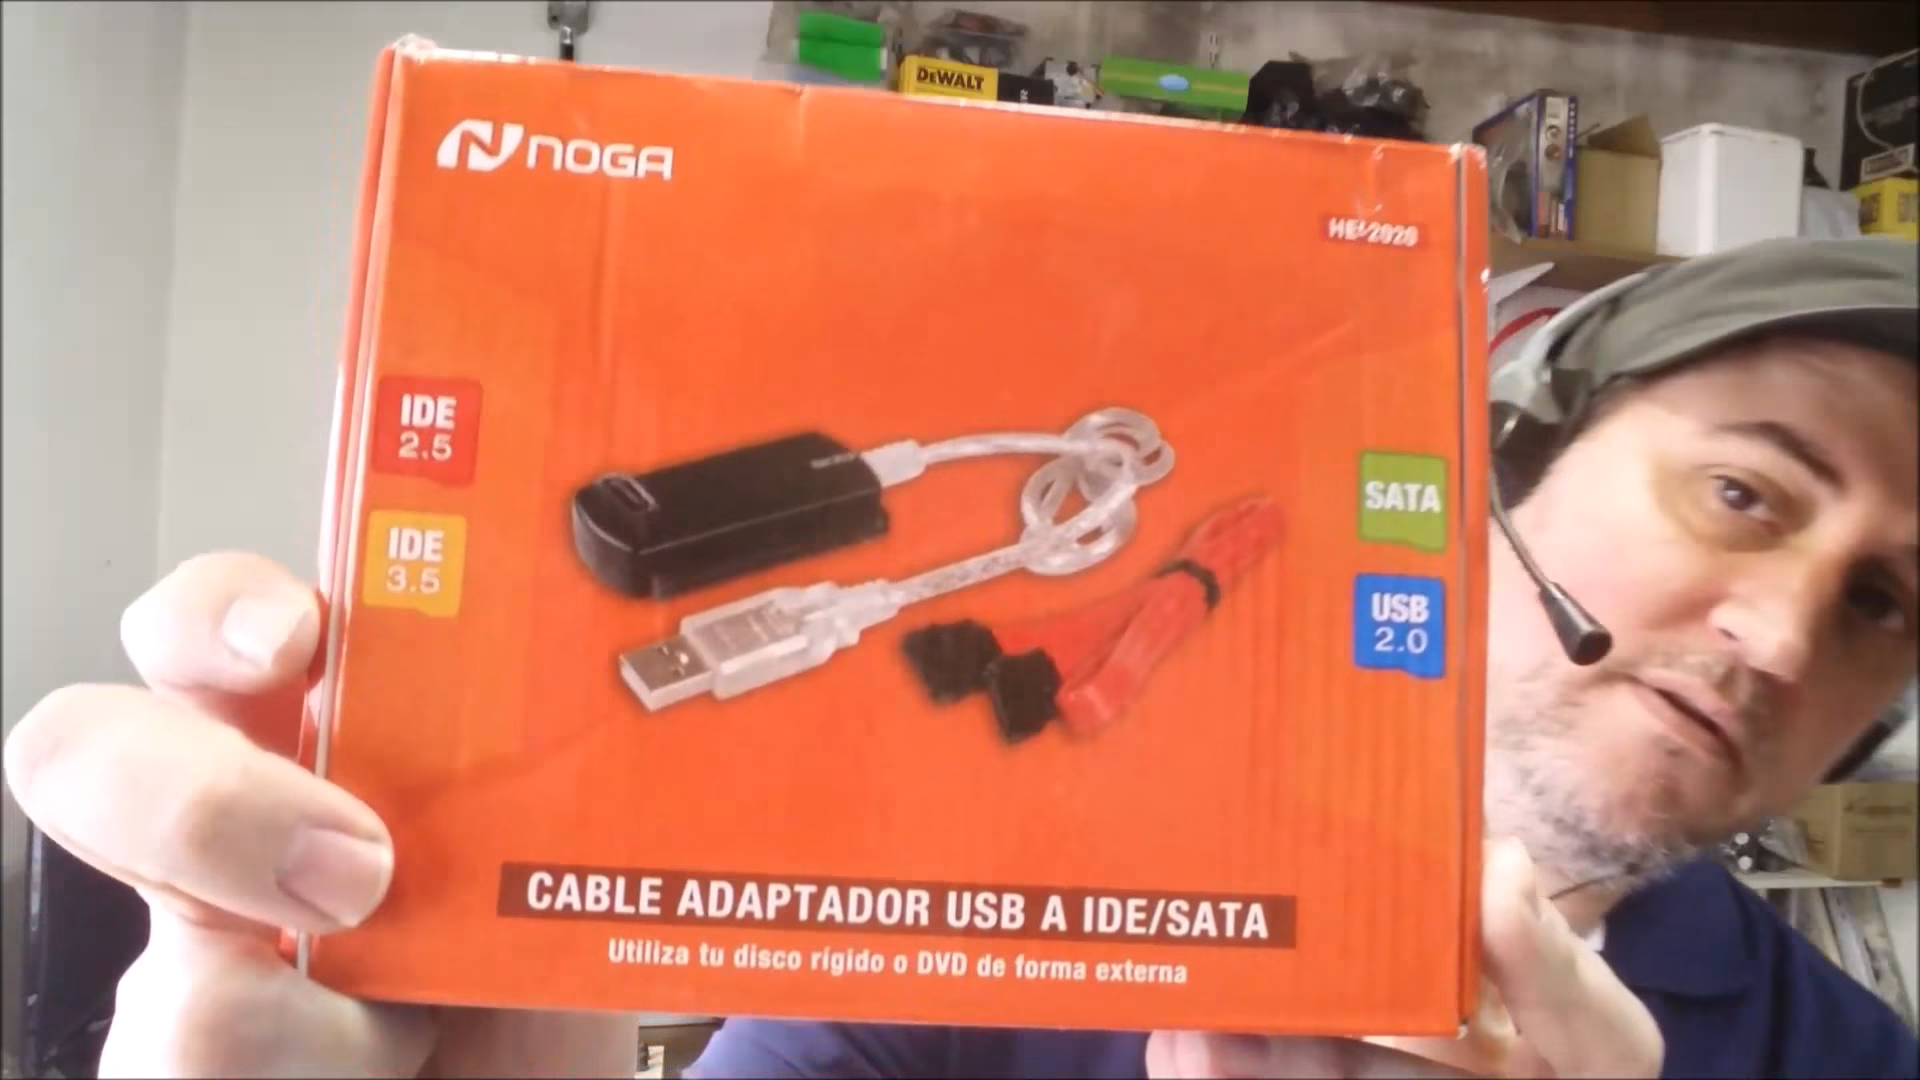 DEWALT
NOGA
IDE
2.5
IDE
3.5
SATA
USB
2.0
CABLE ADAPTADOR USB A IDE/SATA
Utiliza tu disco rígido o DVD de forma externa